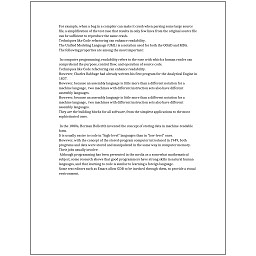 For example, when a bug in a compiler can make it crash when parsing some large source
file, a simplification of the test case that results in only few lines from the original source file
can be sufficient to reproduce the same crash.
Techniques like Code refactoring can enhance readability.
The Unified Modeling Language (UML) is a notation used for both the OOAD and MDA.
The following properties are among the most important:

In computer programming, readability refers to the ease with which a human reader can
comprehend the purpose, control flow, and operation of source code.
Techniques like Code refactoring can enhance readability.
However, Charles Babbage had already written his first program for the Analytical Engine in
1837.
However, because an assembly language is little more than a different notation for a
machine language, two machines with different instruction sets also have different
assembly languages.
However, because an assembly language is little more than a different notation for a
machine language, two machines with different instruction sets also have different
assembly languages.
They are the building blocks for all software, from the simplest applications to the most
sophisticated ones.

In the 1880s, Herman Hollerith invented the concept of storing data in machine-readable
form.
It is usually easier to code in "high-level" languages than in "low-level" ones.
However, with the concept of the stored-program computer introduced in 1949, both
programs and data were stored and manipulated in the same way in computer memory.
Their jobs usually involve:
Although programming has been presented in the media as a somewhat mathematical
subject, some research shows that good programmers have strong skills in natural human
languages, and that learning to code is similar to learning a foreign language.
Some text editors such as Emacs allow GDB to be invoked through them, to provide a visual
environment.